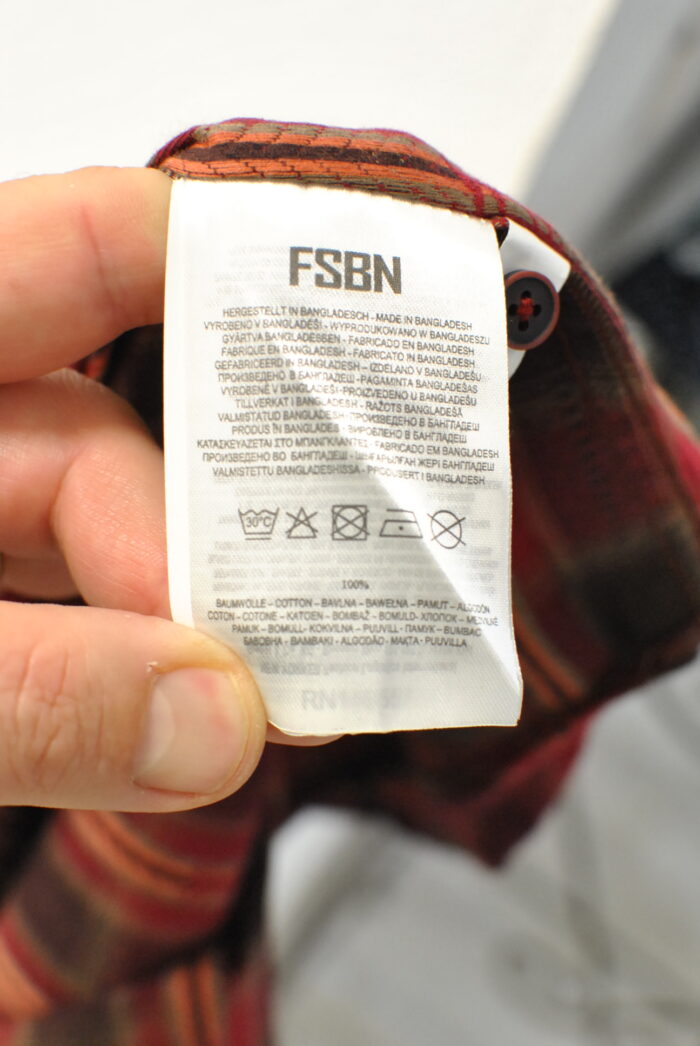 FSBN
HERGESTELLT IN BANGLADESCH - MADE IN BANGLADESH
VYROBENO V BANGLADÉŠI - WYPRODUKOWANO W BANGLADESZU
GYÁRTVA BANGLADESBEN - FABRICADO EN BANGLADESH
FABRIQUE EN BANGLADESH - FABRICATO IN BANGLADESH
GEFABRICEERD IN BANGLADESH - IZDELANO V BANGLADEŠU
ПРОИЗВЕДЕНО В БАНГЛАДЕШ - PAGAMINTA BANGLADEŠAS
VYROBENÉ V BANGLADÉŠI - PROIZVEDENO U BANGLADEŠU
TILLVERKAT I BANGLADESH - RAŽOTS BANGLADEŠĀ
VALMISTATUD BANGLADESH - ПРОИЗВЕДЕНО В БАНГЛАДЕШ
PRODUS ÎN BANGLADES - ВИРОБЛЕНО В БАНГЛАДЕШ
ΚΑΤΑΣΚΕΥΑΖΕΤΑΙ ΣΤΟ ΜΠΑΝΓΚΛΑΝΤΕΣ - FABRICADO EM BANGLADESH
ПРОИЗВЕДЕНО ВО БАНГЛАДЕШ - ШЫҒАРЫЛҒАН ЖЕРІ БАНГЛАДЕШ
VALMISTETTU BANGLADESHISSA - PRODUSERT I BANGLADESH
30°C
100%
BAUMWOLLE - COTTON - BAVLNA - BAWEŁNA - PAMUT - ALGODÓN
COTON - COTONE - KATOEN - BOMBAŽ - BOMULD - ХЛОПОК - MEDVILNĖ
PAMUK - BOMULL - KOKVILNA - PUUVILL - ПАМУК - BUMBAC
БАВОВНА - BAMBAKI - ALGODÃO - МАҚТА - PUUVILLA